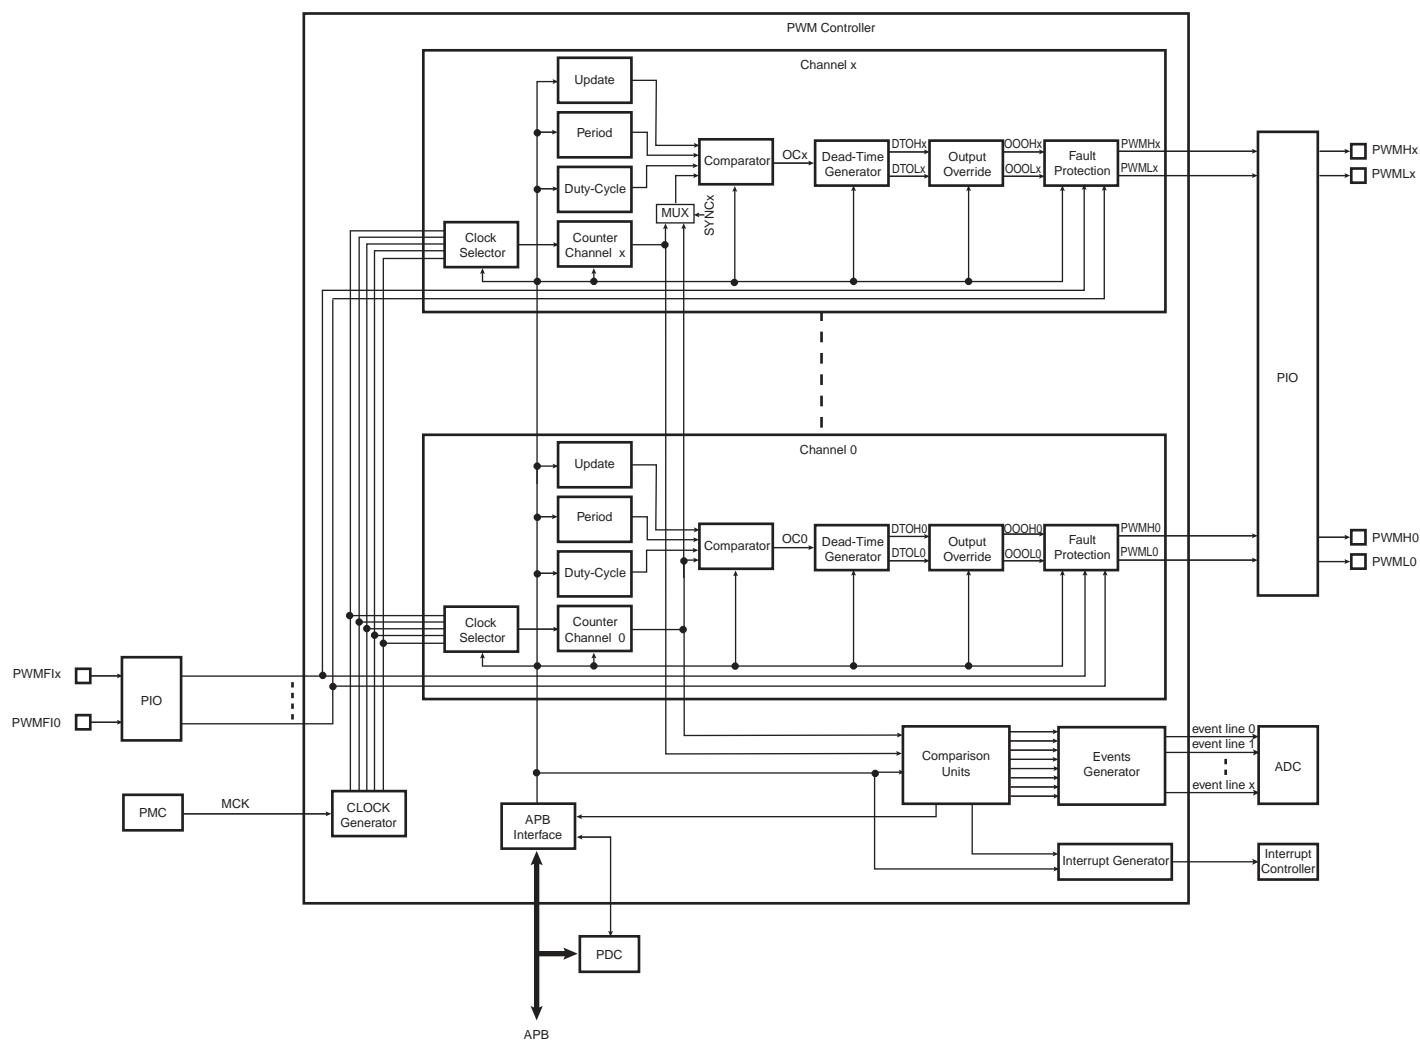 PWM Controller
Channel x
Update
Period
Comparator
OCx
Dead-Time
Generator
DTOHx
DTOLx
Output
Override
OOOHx
OOOLx
Fault
Protection
PWMHx
PWMLx
PWMHx
PWMLx
Duty-Cycle
MUX
SYNCx
Clock
Selector
Counter
Channel x
PIO
Channel 0
Update
Period
Comparator
OC0
Dead-Time
Generator
DTOH0
DTOL0
Output
Override
OOOH0
OOOL0
Fault
Protection
PWMH0
PWML0
PWMH0
PWML0
Duty-Cycle
Clock
Selector
Counter
Channel 0
PWMFIx
PWMFI0
PIO
Comparison
Units
Events
Generator
event line 0
event line 1
event line x
ADC
PMC
MCK
CLOCK
Generator
APB
Interface
Interrupt Generator
Interrupt
Controller
PDC
APB